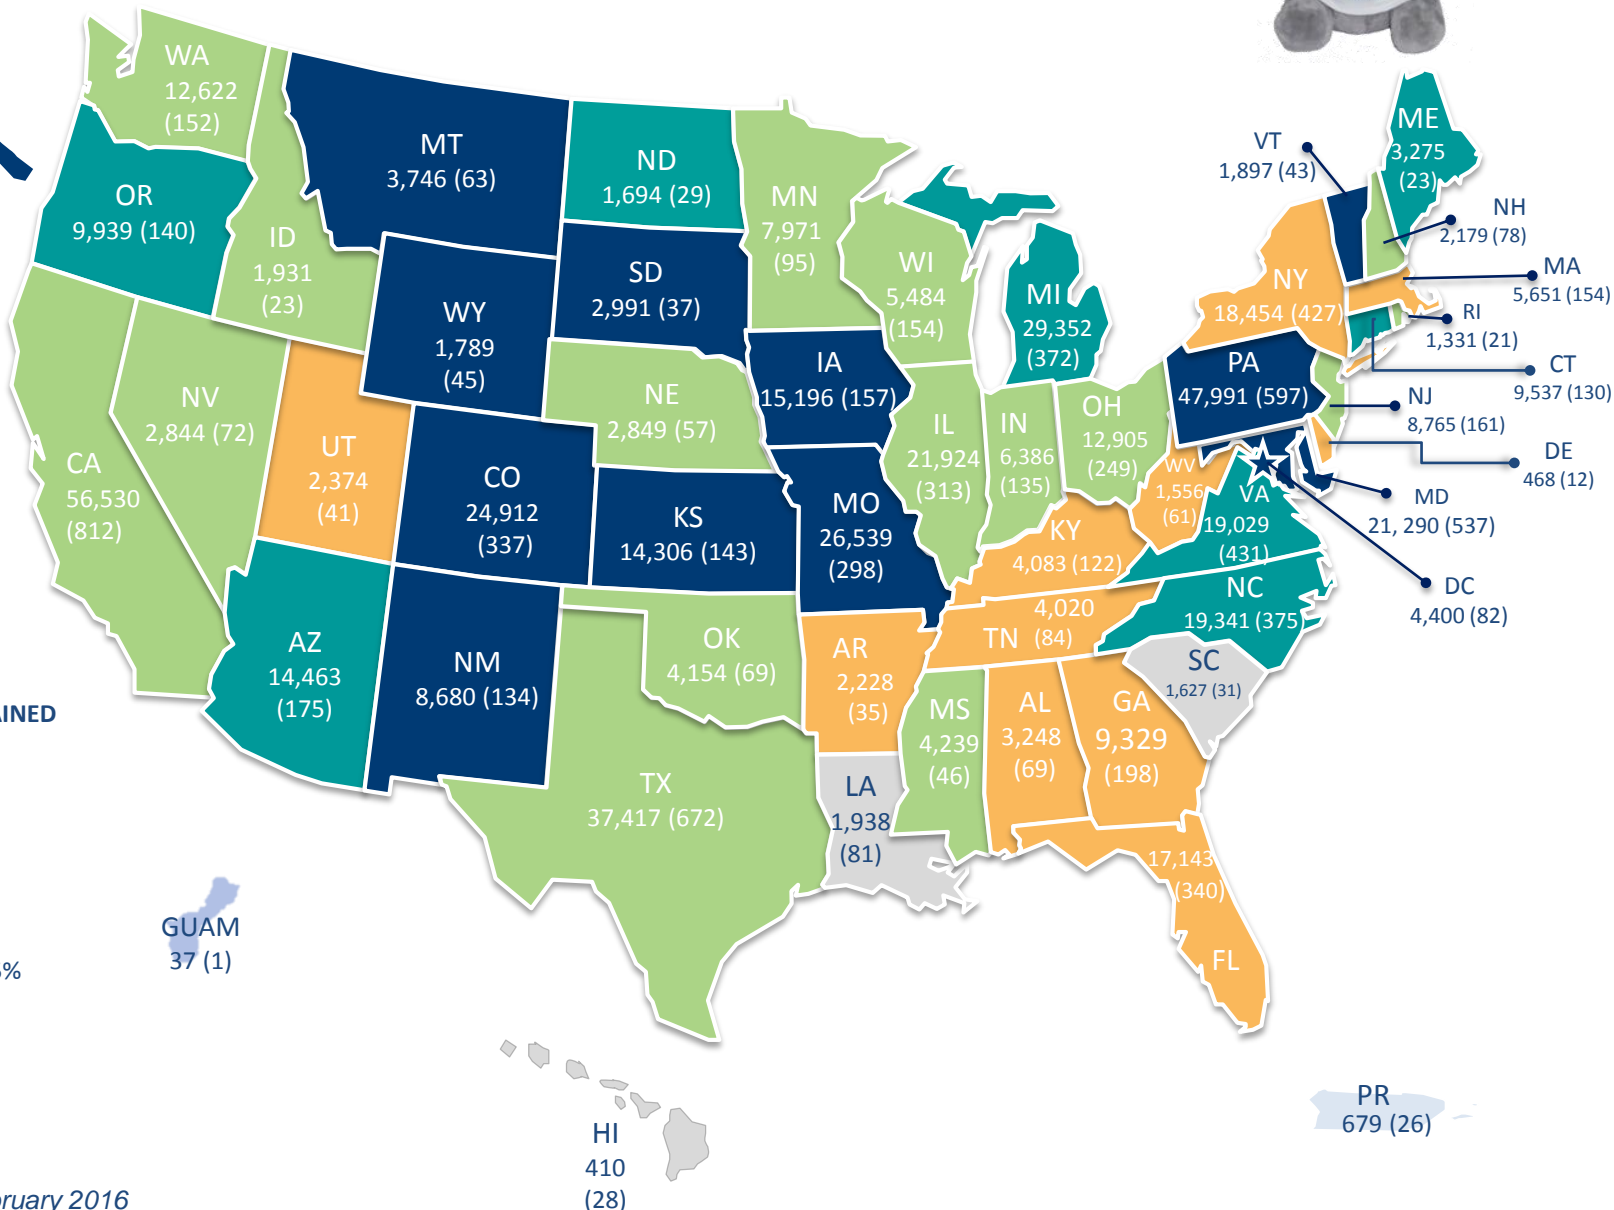 WA
12,622
(152)
MT
3,746 (63)
ND
1,694 (29)
MN
7,971
(95)
ME
3,275
(23)
VT
1,897 (43)
OR
9,939 (140)
ID
1,931
(23)
NH
2,179 (78)
WI
5,484
(154)
SD
2,991 (37)
MI
29,352
(372)
NY
18,454 (427)
MA
5,651 (154)
WY
1,789
(45)
RI
1,331 (21)
IA
15,196 (157)
PA
47,991 (597)
CT
9,537 (130)
NV
2,844 (72)
NE
2,849 (57)
NJ
8,765 (161)
UT
2,374
(41)
IL
21,924
(313)
IN
6,386
(135)
OH
12,905
(249)
DE
468 (12)
CA
56,530
(812)
CO
24,912
(337)
WV
1,556
(61)
MD
21, 290 (537)
KS
14,306 (143)
MO
26,539
(298)
VA
19,029
(431)
KY
4,083 (122)
DC
4,400 (82)
NC
19,341 (375)
4,020
TN (84)
AZ
14,463
(175)
NM
8,680 (134)
OK
4,154 (69)
AR
2,228
(35)
SC
1,627 (31)
MS
4,239
(46)
AL
3,248
(69)
GA
9,329
(198)
INED
TX
37,417 (672)
LA
1,938
(81)
17,143
(340)
FL
GUAM
37 (1)
%
PR
679 (26)
HI
410
(28)
ruary 2016